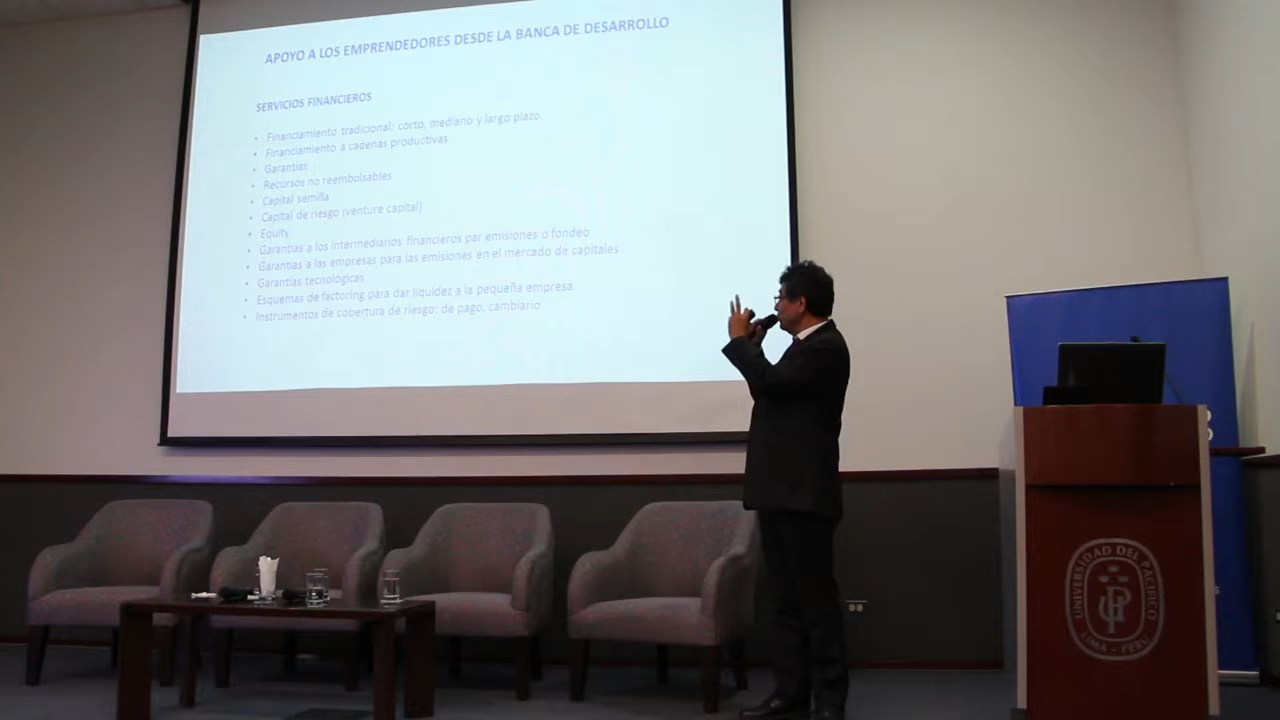 APOYO A LOS EMPRENDEDORES DESDE LA BANCA DE DESARROLLO
SERVICIOS FINANCIEROS
• Financiamiento tradicional: corto, mediano y largo plazo.
• Financiamiento a cadenas productivas
• Garantías
• Recursos no reembolsables
• Capital semilla
• Capital de riesgo (venture capital)
• Equity
• Garantías a los intermediarios financieros par emisiones o fondeo
• Garantías a las empresas para las emisiones en el mercado de capitales
• Garantías tecnológicas
• Esquemas de factoring para dar liquidez a la pequeña empresa
• Instrumentos de cobertura de riesgo: de pago, cambiario
UNIVERSIDAD DEL PACIFICO
LIMA - PERU